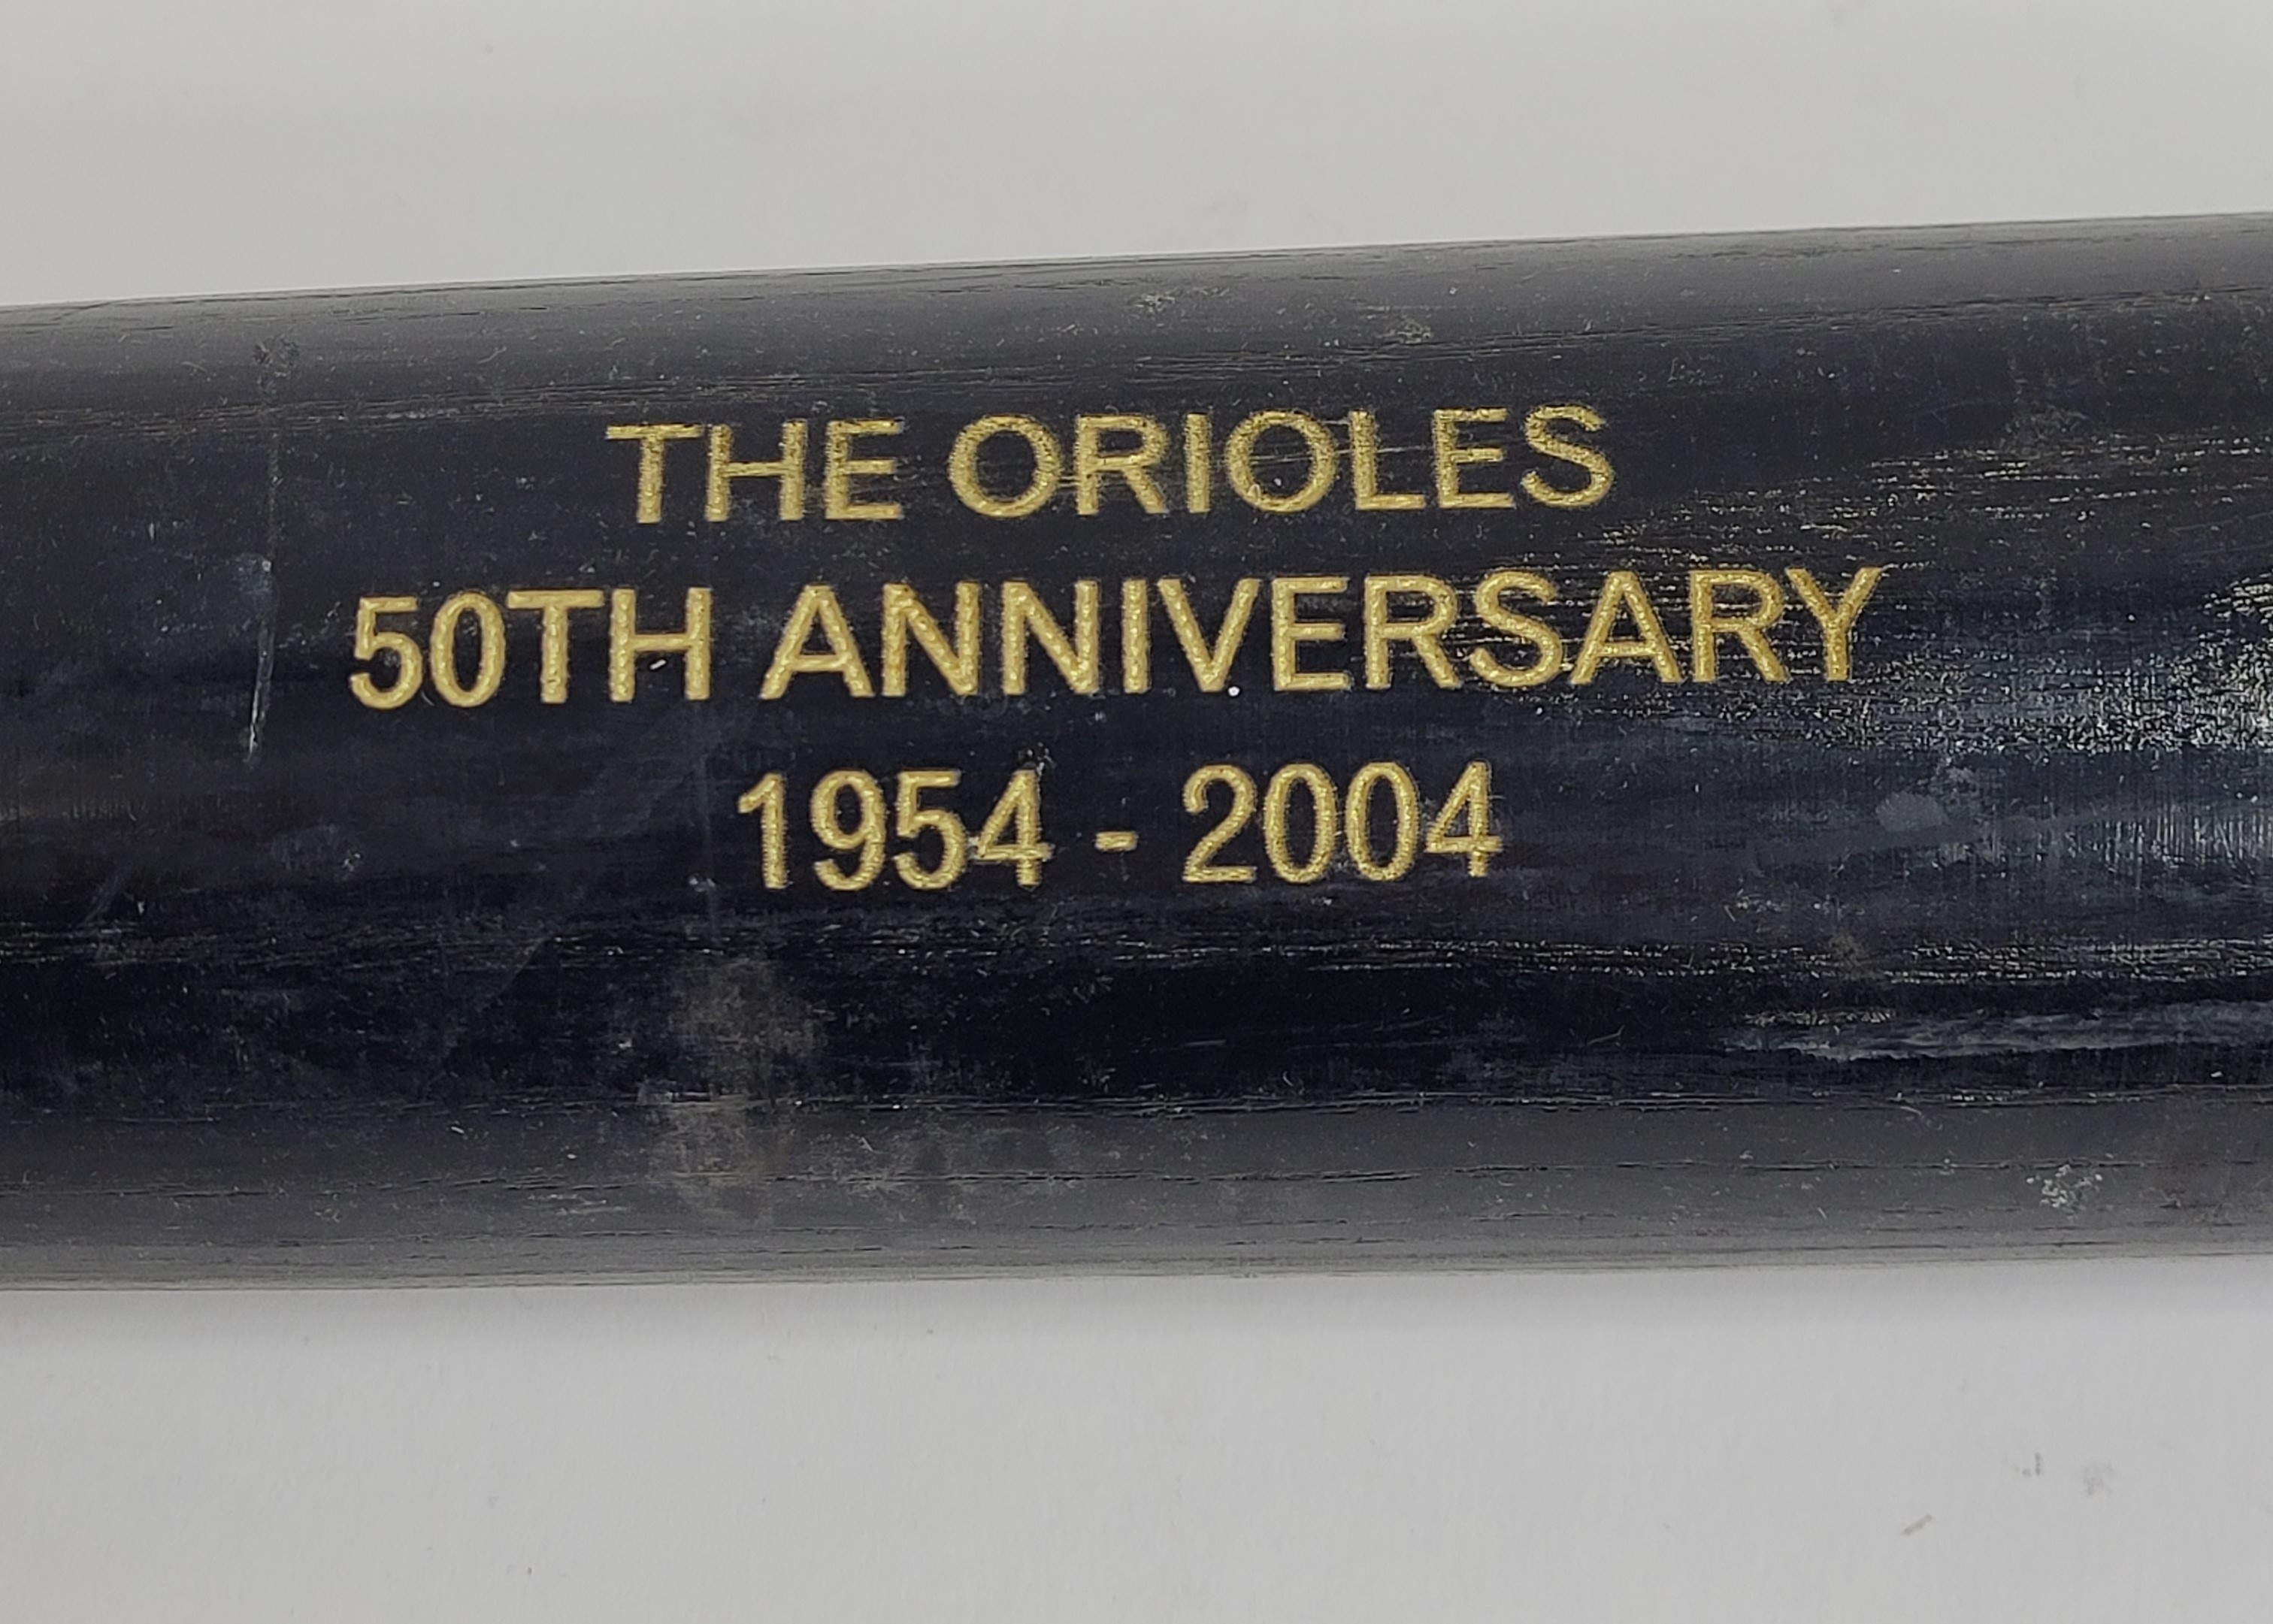 THE ORIOLES
50TH ANNIVERSARY
1954 - 2004